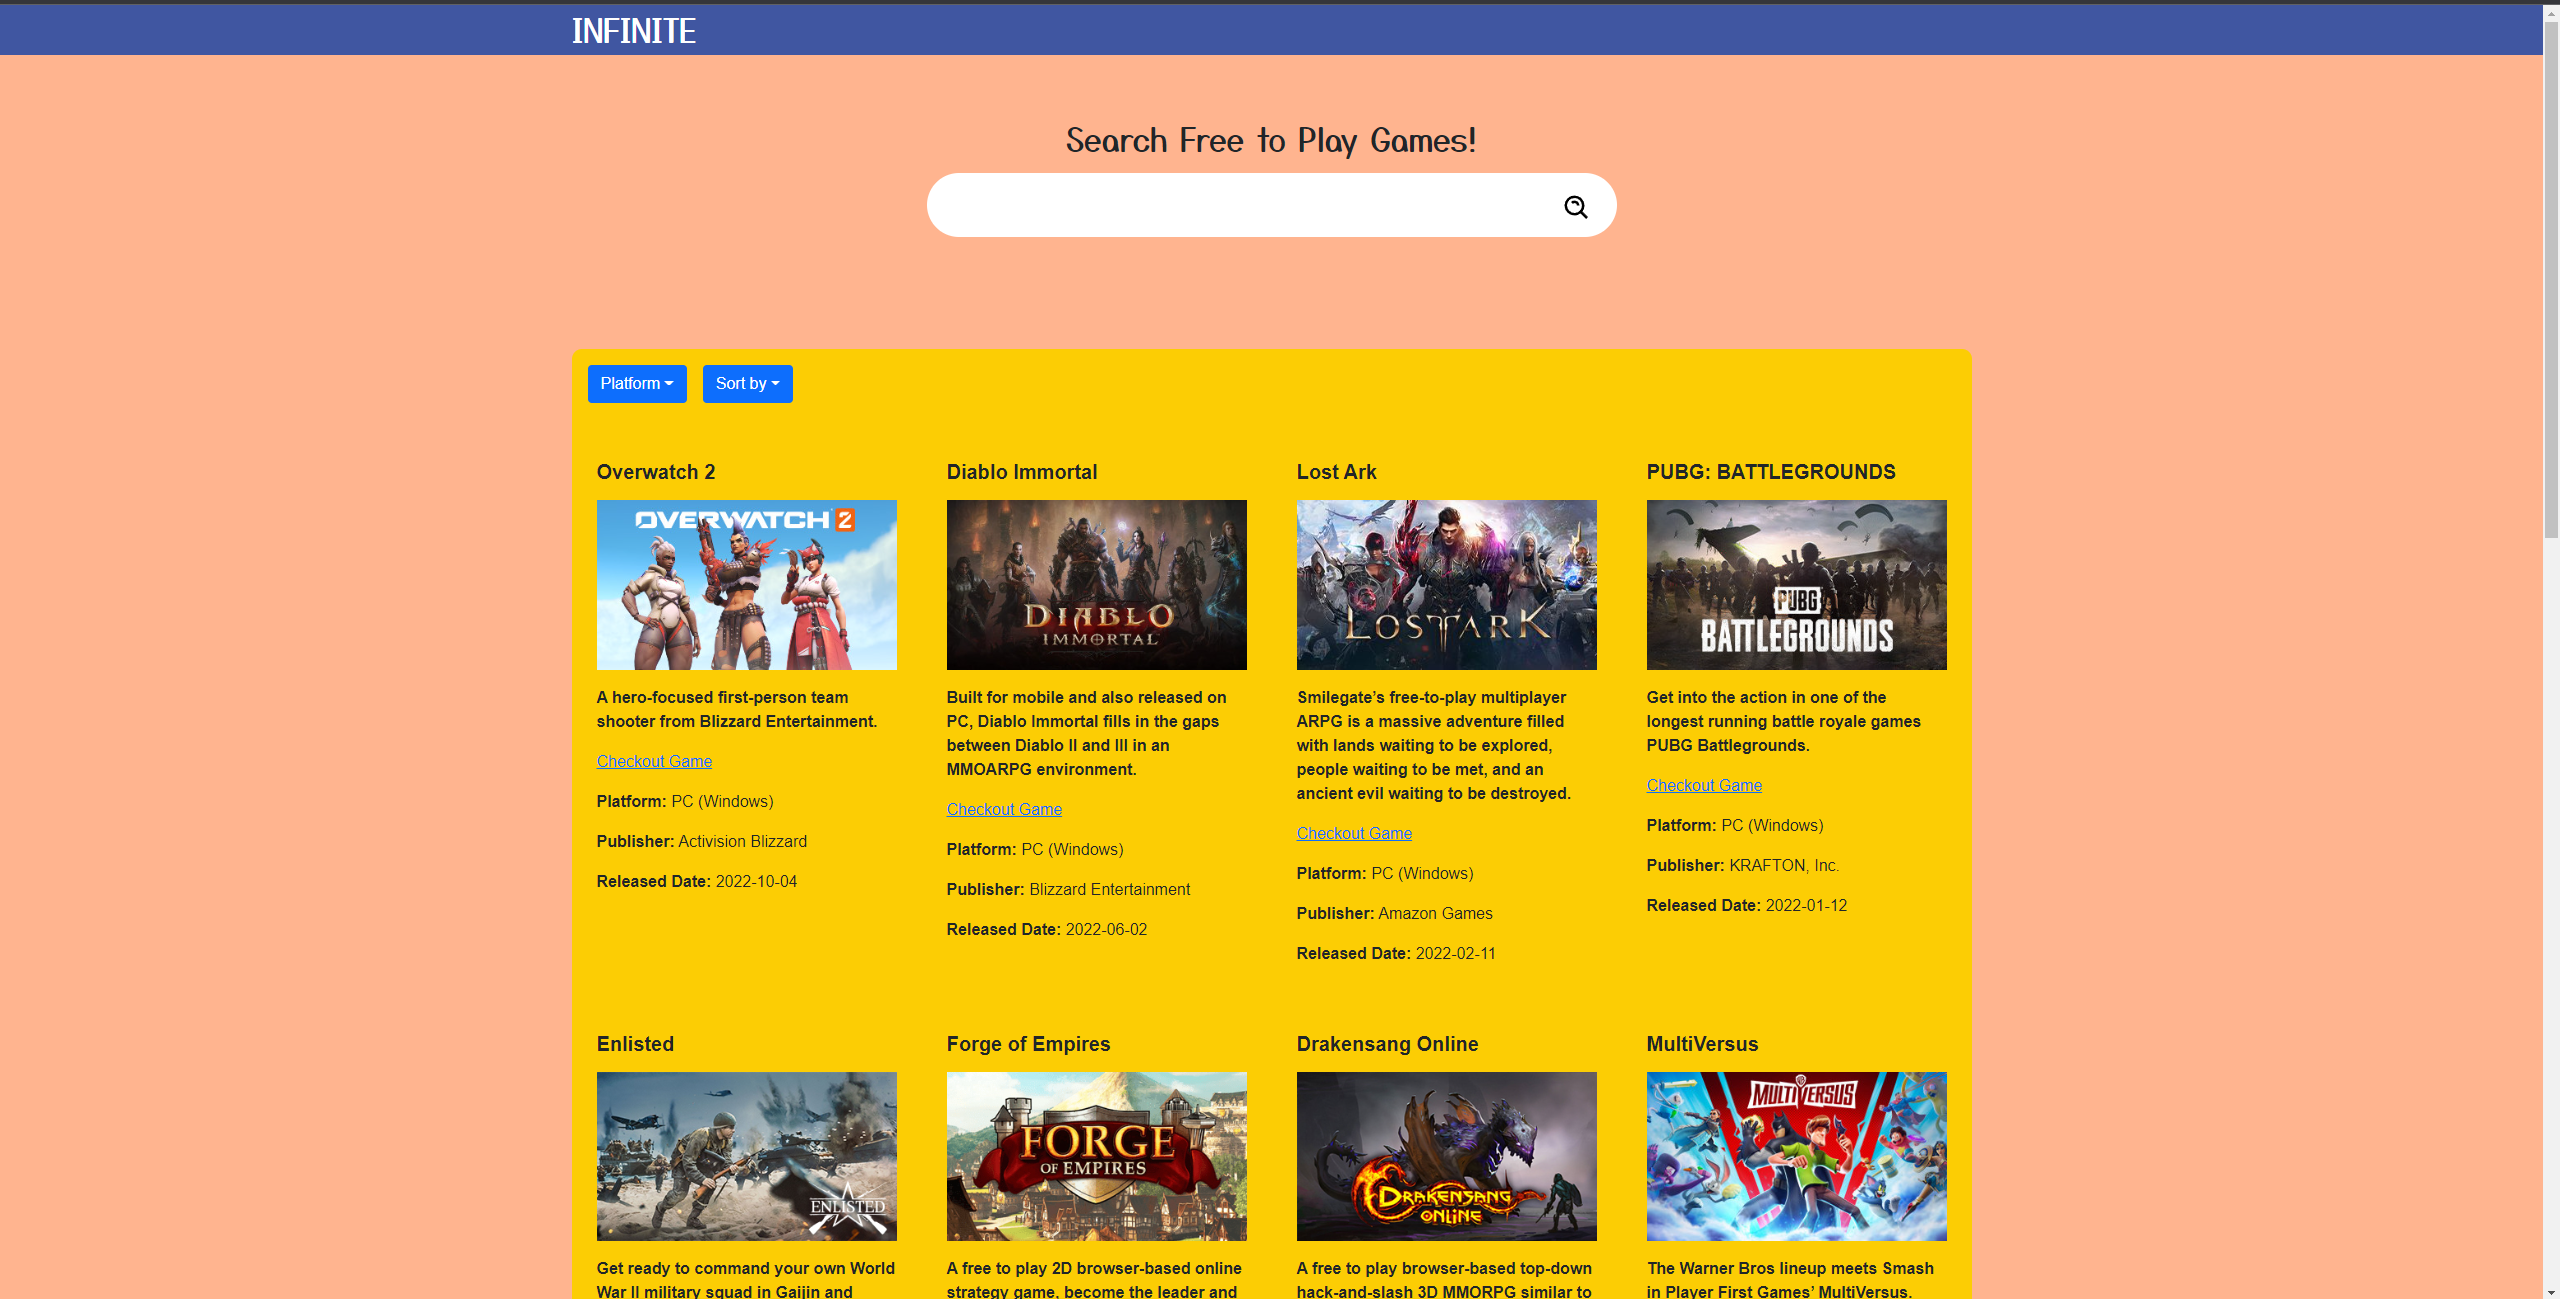 INFINITE
Search Free to Play Games!
Platform
Sort by
Overwatch 2
OVERWATCH 2
A hero-focused first-person team
shooter from Blizzard Entertainment.
Checkout Game
Platform: PC (Windows)
Publisher: Activision Blizzard
Released Date: 2022-10-04
Diablo Immortal
DIABLO
IMMORTAL
Built for mobile and also released on
PC, Diablo Immortal fills in the gaps
between Diablo II and III in an
MMOARPG environment.
Checkout Game
Platform: PC (Windows)
Publisher: Blizzard Entertainment
Released Date: 2022-06-02
Lost Ark
LOST ARK
Smilegate’s free-to-play multiplayer
ARPG is a massive adventure filled
with lands waiting to be explored,
people waiting to be met, and an
ancient evil waiting to be destroyed.
Checkout Game
Platform: PC (Windows)
Publisher: Amazon Games
Released Date: 2022-02-11
PUBG: BATTLEGROUNDS
PUBG
BATTLEGROUNDS
Get into the action in one of the
longest running battle royale games
PUBG Battlegrounds.
Checkout Game
Platform: PC (Windows)
Publisher: KRAFTON, Inc.
Released Date: 2022-01-12
Enlisted
ENLISTED
Get ready to command your own World
War II military squad in Gaijin and
Forge of Empires
FORGE
OF EMPIRES
A free to play 2D browser-based online
strategy game, become the leader and
Drakensang Online
DRAKENSANG
ONLINE
A free to play browser-based top-down
hack-and-slash 3D MMORPG similar to
MultiVersus
MULTIVERSUS
The Warner Bros lineup meets Smash
in Player First Games’ MultiVersus.